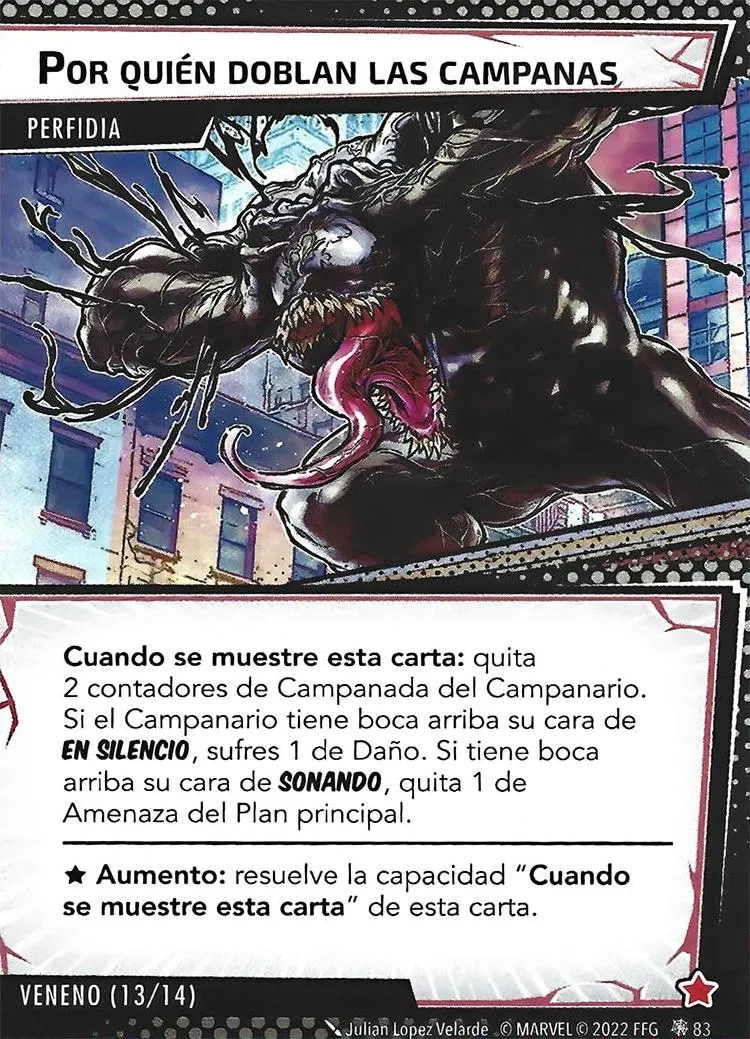 POR QUIÉN DOBLAN LAS CAMPANAS
PERFIDIA
Cuando se muestre esta carta: quita
2 contadores de Campanada del Campanario.
Si el Campanario tiene boca arriba su cara de
EN SILENCIO, sufres 1 de Daño. Si tiene boca
arriba su cara de SONANDO, quita 1 de
Amenaza del Plan principal.
★ Aumento: resuelve la capacidad “Cuando
se muestre esta carta” de esta carta.
VENENO (13/14)
Julian Lopez Velarde © MARVEL © 2022 FFG 83